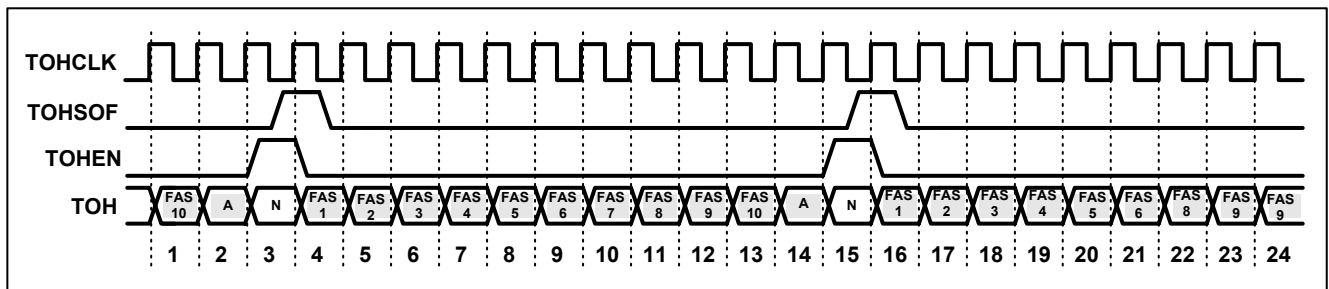 TOHCLK
TOHSOF
TOHEN
TOH FAS 10 A N FAS 1 FAS 2 FAS 3 FAS 4 FAS 5 FAS 6 FAS 7 FAS 8 FAS 9 FAS 10 A N FAS 1 FAS 2 FAS 3 FAS 4 FAS 5 FAS 6 FAS 8 FAS 9 FAS 9
1 2 3 4 5 6 7 8 9 10 11 12 13 14 15 16 17 18 19 20 21 22 23 24